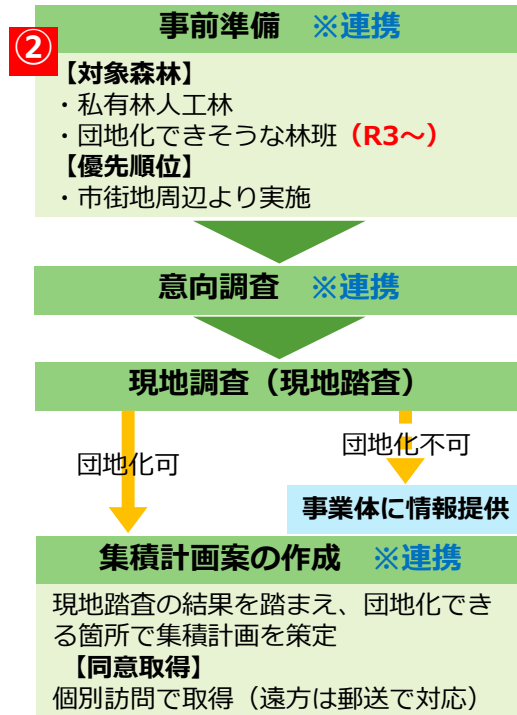 事前準備　※連携
②
【対象森林】
・私有林人工林
・団地化できそうな林班（R3～）
【優先順位】
・市街地周辺より実施
意向調査　※連携
現地調査（現地踏査）
団地化可
団地化不可
事業体に情報提供
集積計画案の作成　※連携
現地踏査の結果を踏まえ、団地化でき
る箇所で集積計画を策定
【同意取得】
個別訪問で取得（遠方は郵送で対応）